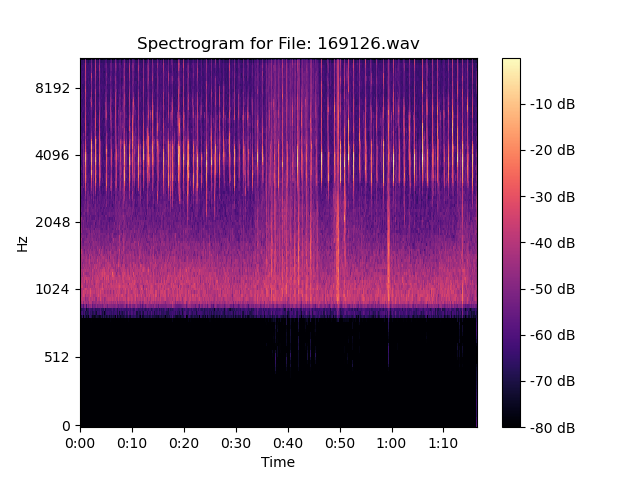 Spectrogram for File: 169126.wav
8192
4096
2048
1024
512
0
Hz
0:00 0:10 0:20 0:30 0:40 0:50 1:00 1:10
Time
-10 dB
-20 dB
-30 dB
-40 dB
-50 dB
-60 dB
-70 dB
-80 dB